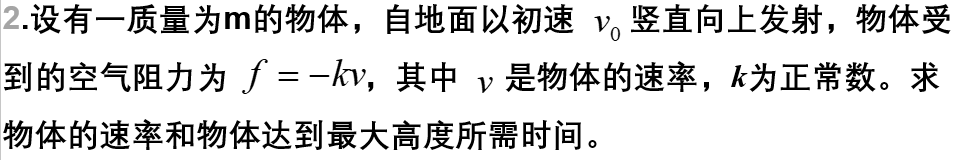 2.设有一质量为m的物体，自地面以初速 v₀ 竖直向上发射，物体受
到的空气阻力为 f = −kv，其中 v 是物体的速率，k为正常数。求
物体的速率和物体达到最大高度所需时间。